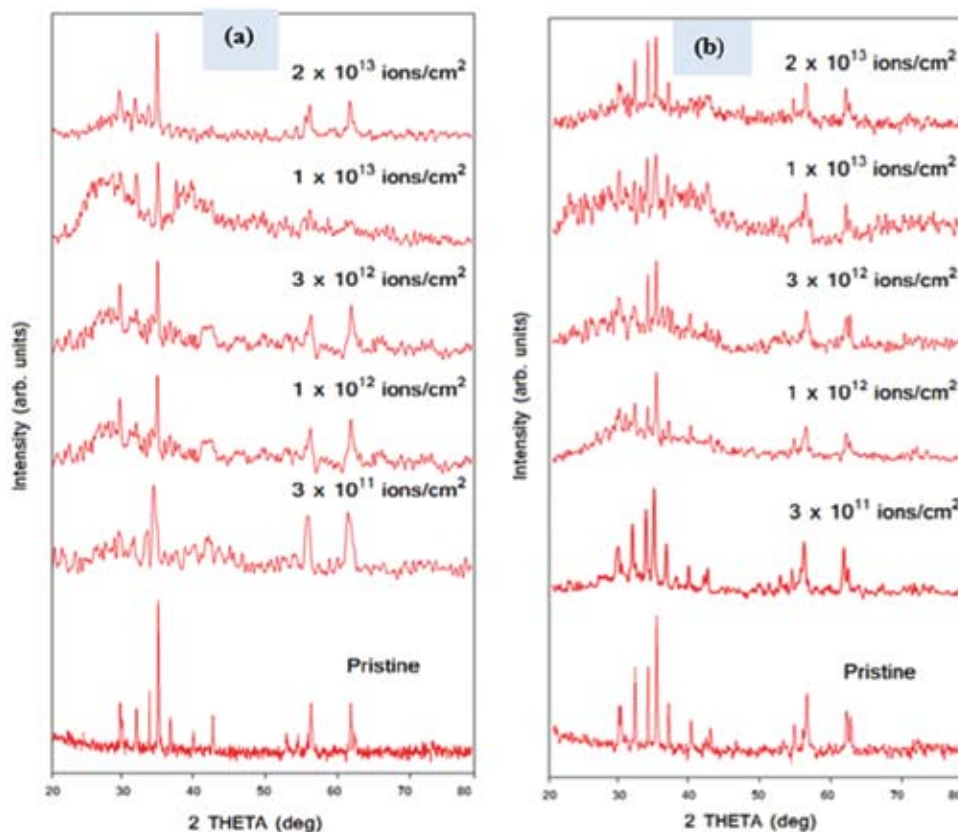 (a)
2 x 10¹³ ions/cm²
1 x 10¹³ ions/cm²
3 x 10¹² ions/cm²
1 x 10¹² ions/cm²
3 x 10¹¹ ions/cm²
Pristine
Intensity (arb. units)
20 30 40 50 60 70 80
2 THETA (deg)
(b)
2 x 10¹³ ions/cm²
1 x 10¹³ ions/cm²
3 x 10¹² ions/cm²
1 x 10¹² ions/cm²
3 x 10¹¹ ions/cm²
Pristine
Intensity (arb. units)
20 30 40 50 60 70 80
2 THETA (deg)